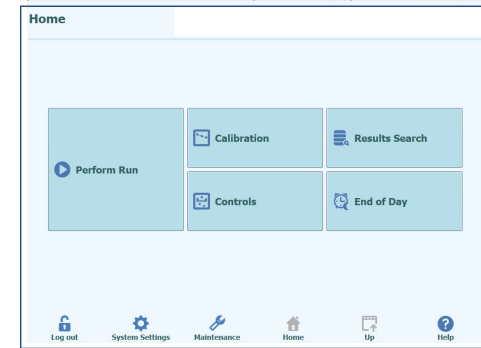 Home
Perform Run
Calibration
Results Search
Controls
End of Day
Log out
System Settings
Maintenance
Home
Up
Help